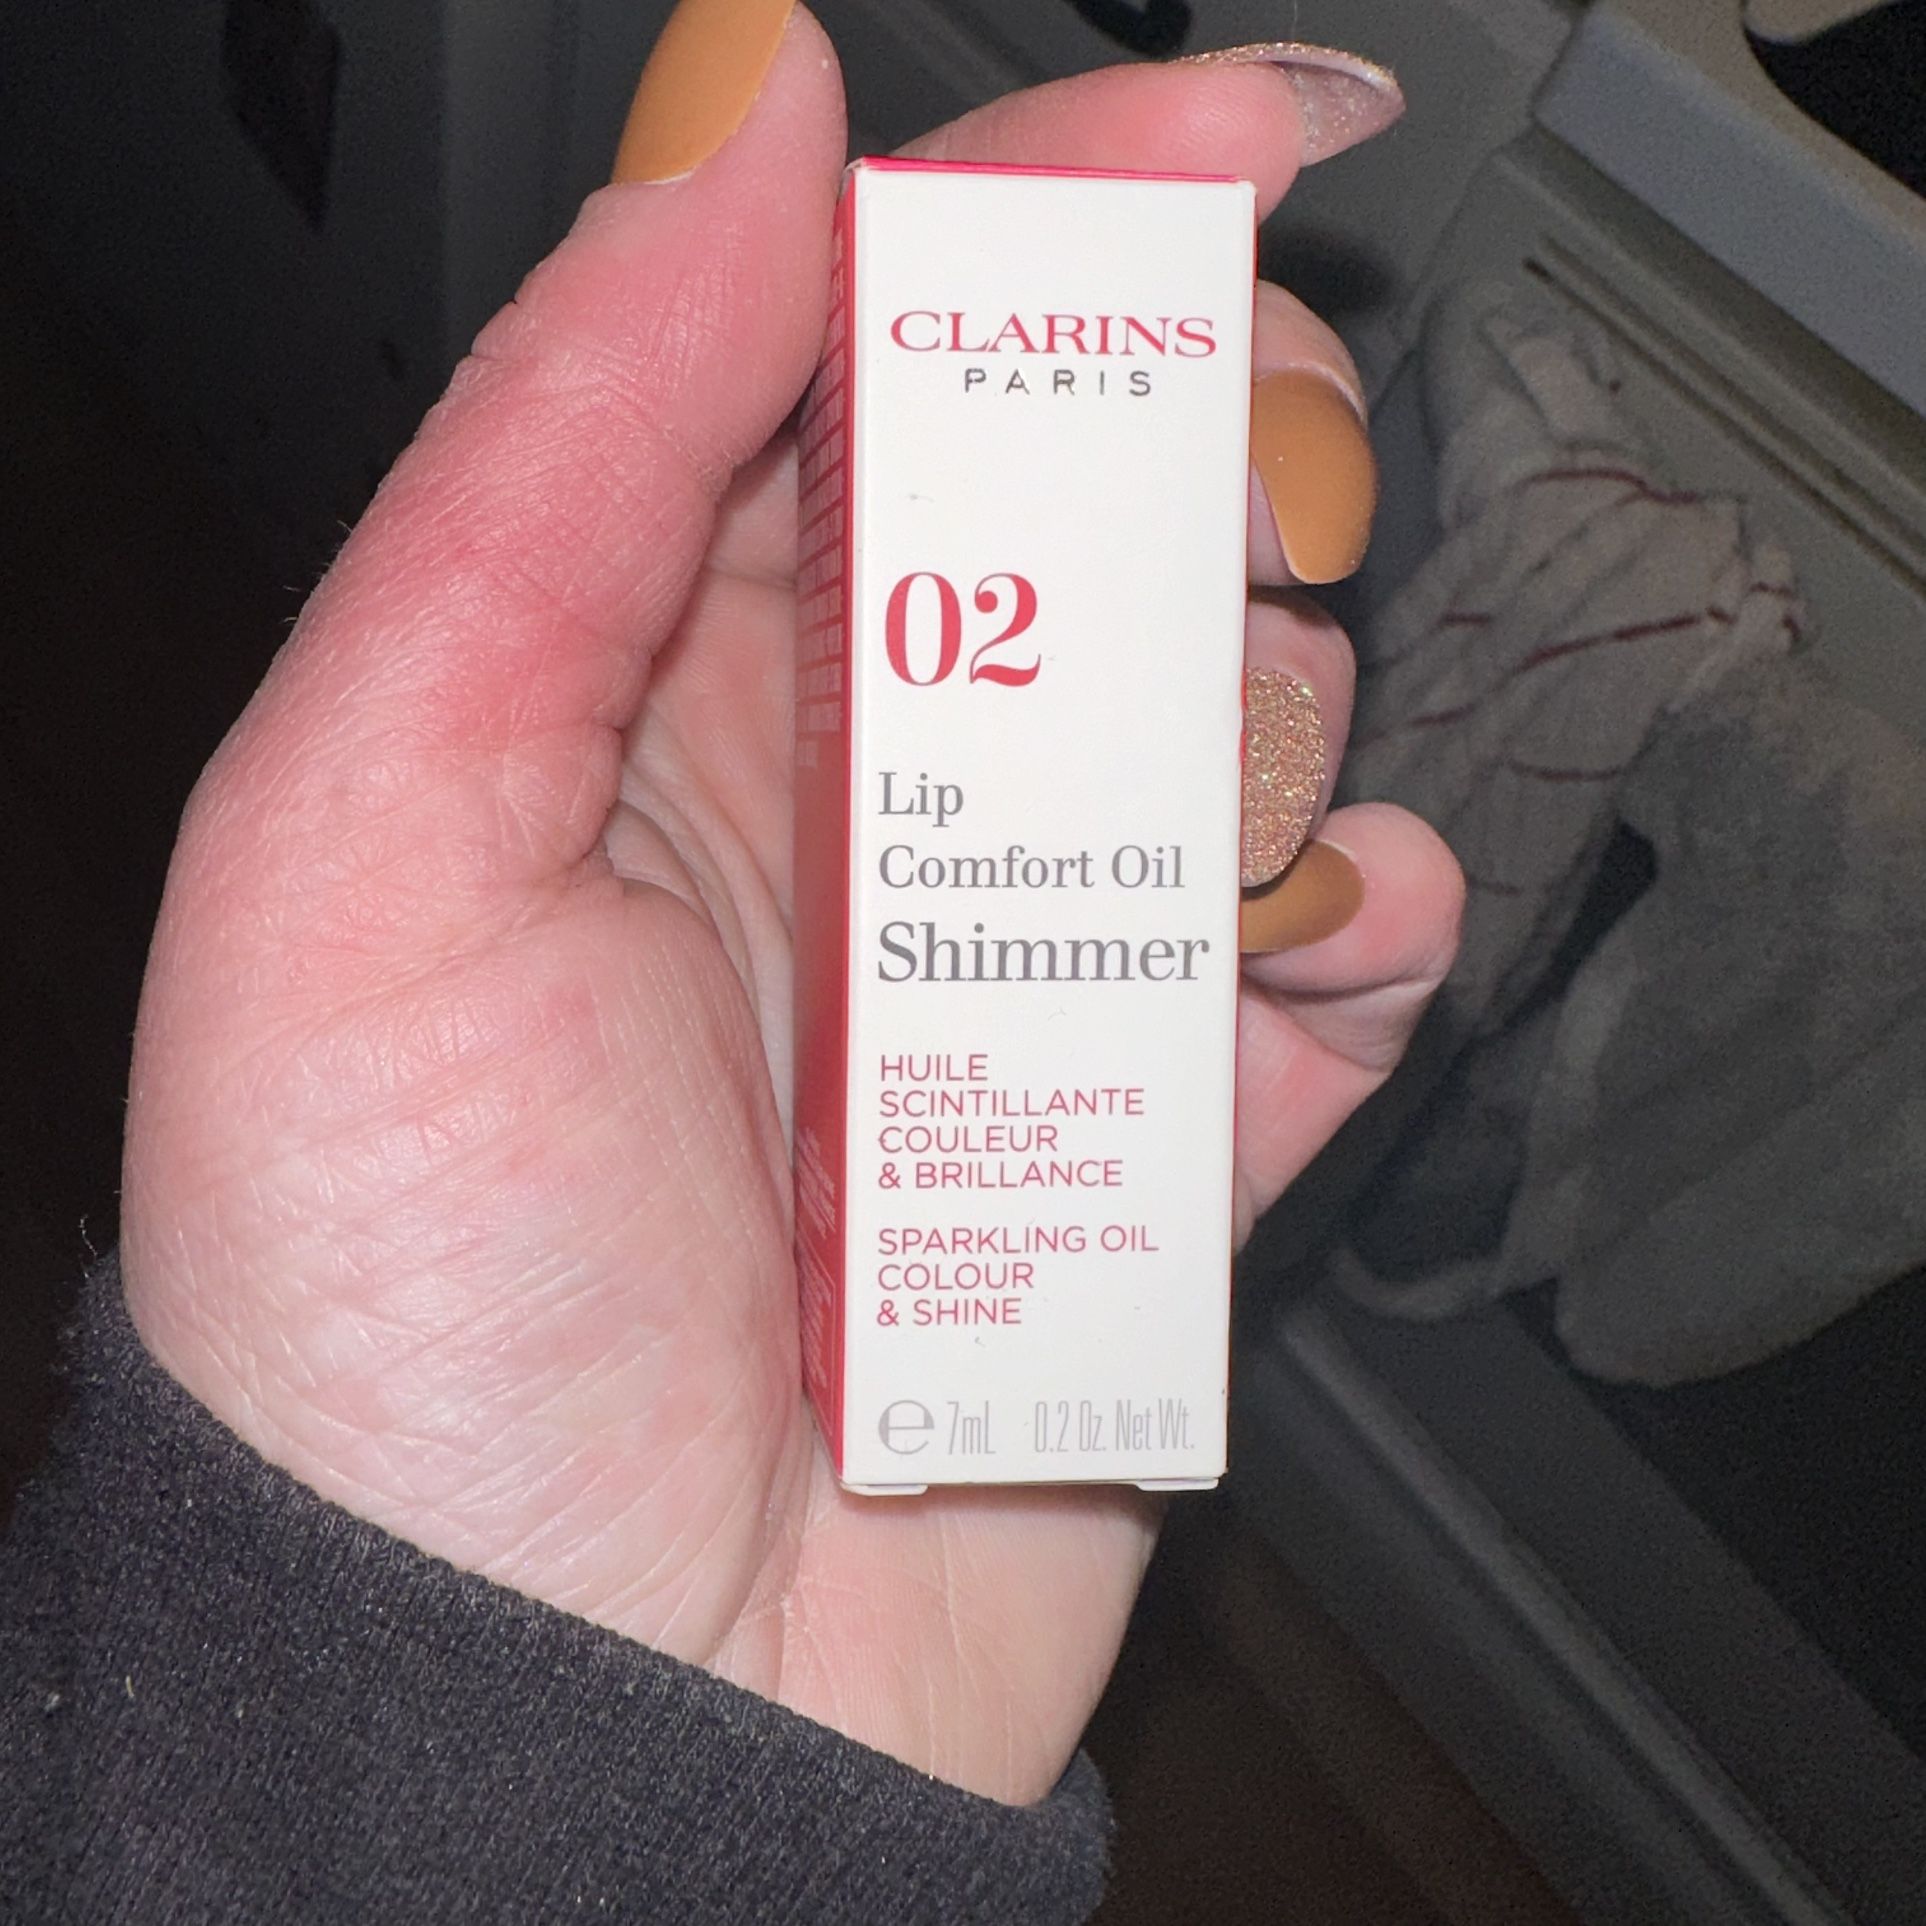 CLARINS
PARIS
02
Lip
Comfort Oil
Shimmer
HUILE
SCINTILLANTE
COULEUR
& BRILLANCE
SPARKLING OIL
COLOUR
& SHINE
℮ 7mL 0.2 Oz. Net Wt.